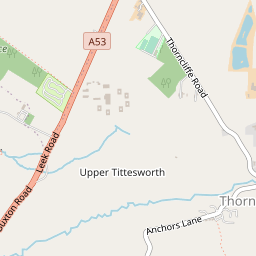 A53
Thorncliffe Road
Leek Road
Upper Tittesworth
Buxton Road
Thorn
Anchors Lane